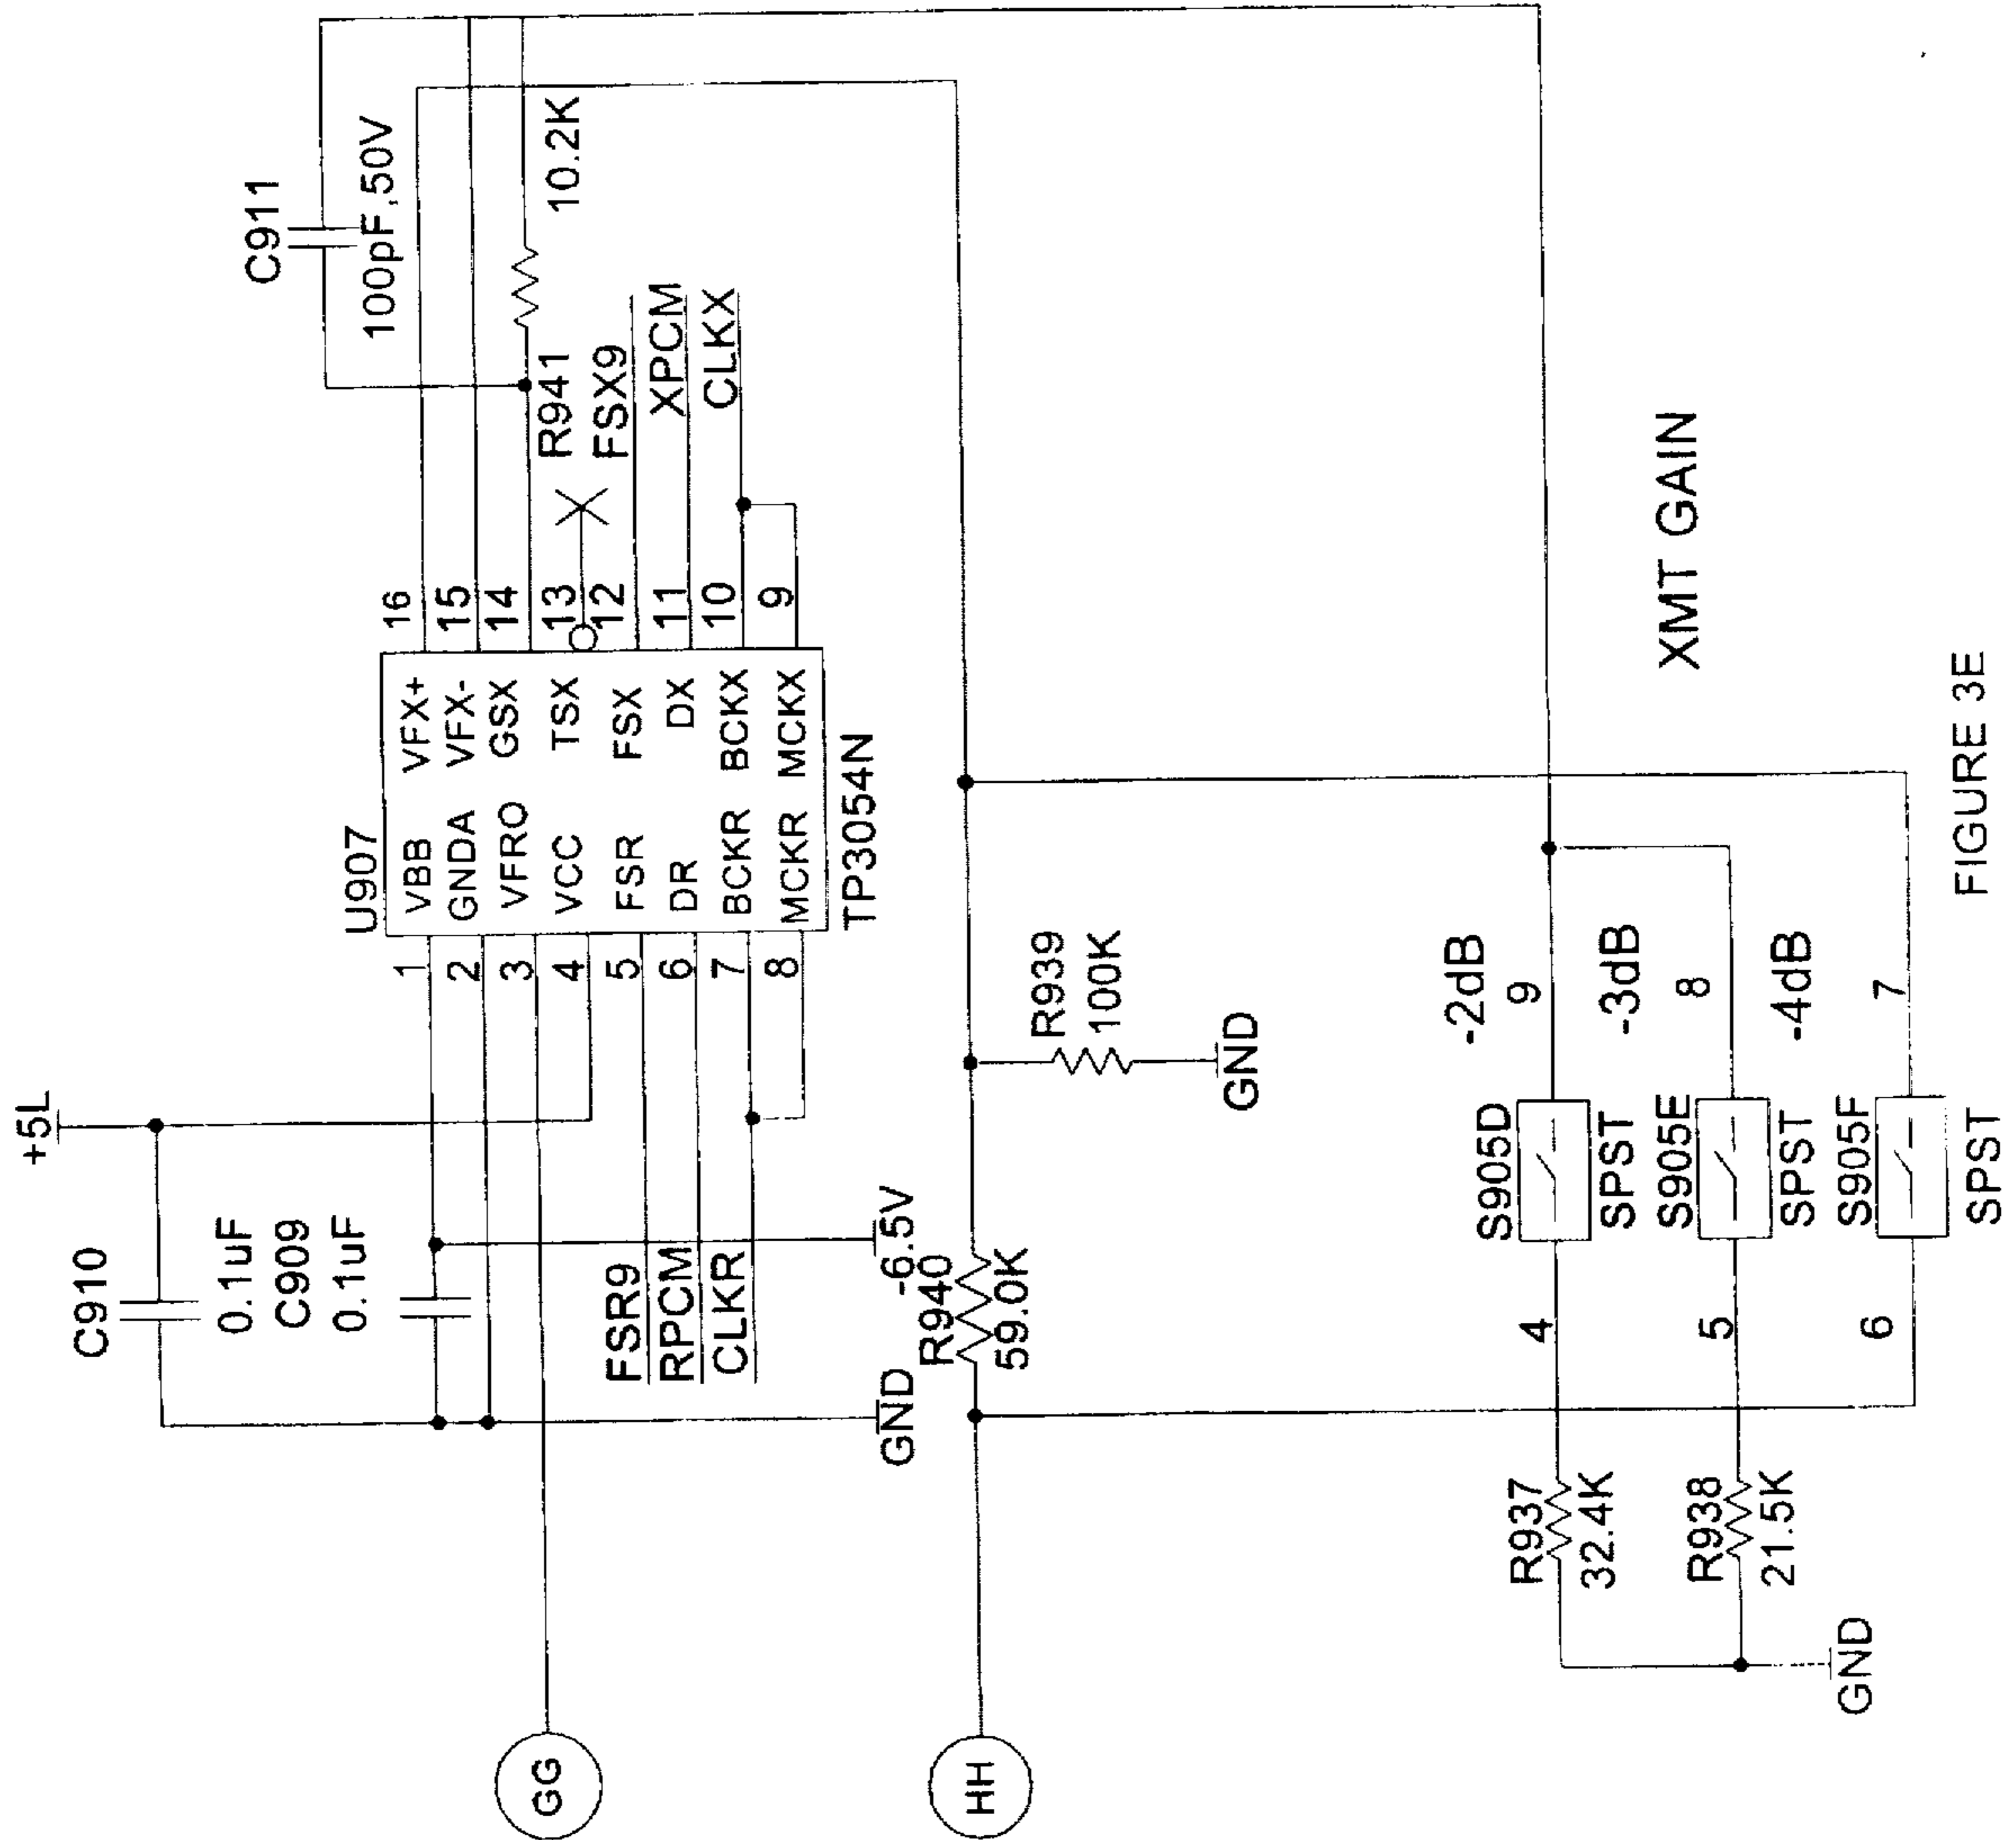 +5L
C910
0.1uF
C909
0.1uF
U907
1 VBB VFX+ 16
2 GNDA VFX- 15
3 VFRO GSX 14
4 VCC TSX 13
5 FSR FSX 12
6 DR DX 11
7 BCKR BCKX 10
8 MCKR MCKX 9
TP3054N
C911
100pF,50V
R941
10.2K
FSX9
XPCM
CLKX
FSR9
RPCM
CLKR
-6.5V
GND
GG
HH
R940
59.0K
R939
100K
GND
R937
32.4K
4
S905D
SPST
-2dB
9
R938
21.5K
5
S905E
SPST
-3dB
8
6
S905F
SPST
-4dB
7
GND
XMT GAIN
FIGURE 3E